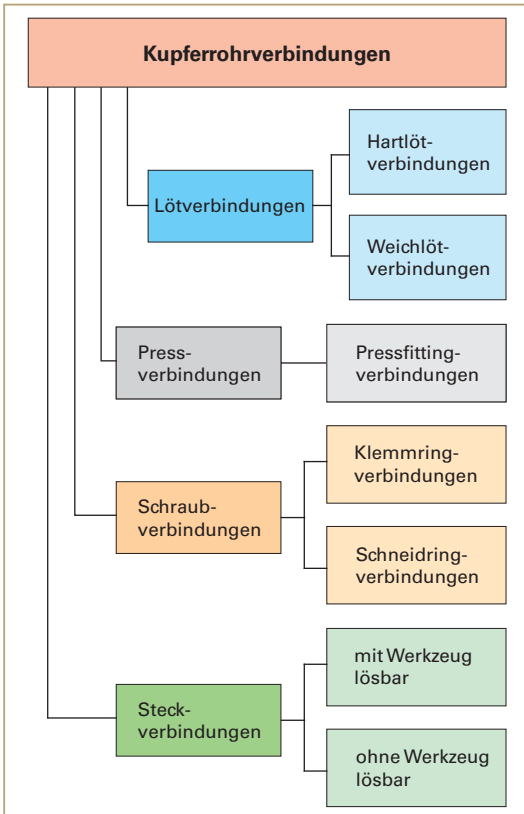 Kupferrohrverbindungen
Lötverbindungen
Hartlöt-
verbindungen
Weichlöt-
verbindungen
Press-
verbindungen
Pressfitting-
verbindungen
Schraub-
verbindungen
Klemmring-
verbindungen
Schneidring-
verbindungen
Steck-
verbindungen
mit Werkzeug
lösbar
ohne Werkzeug
lösbar